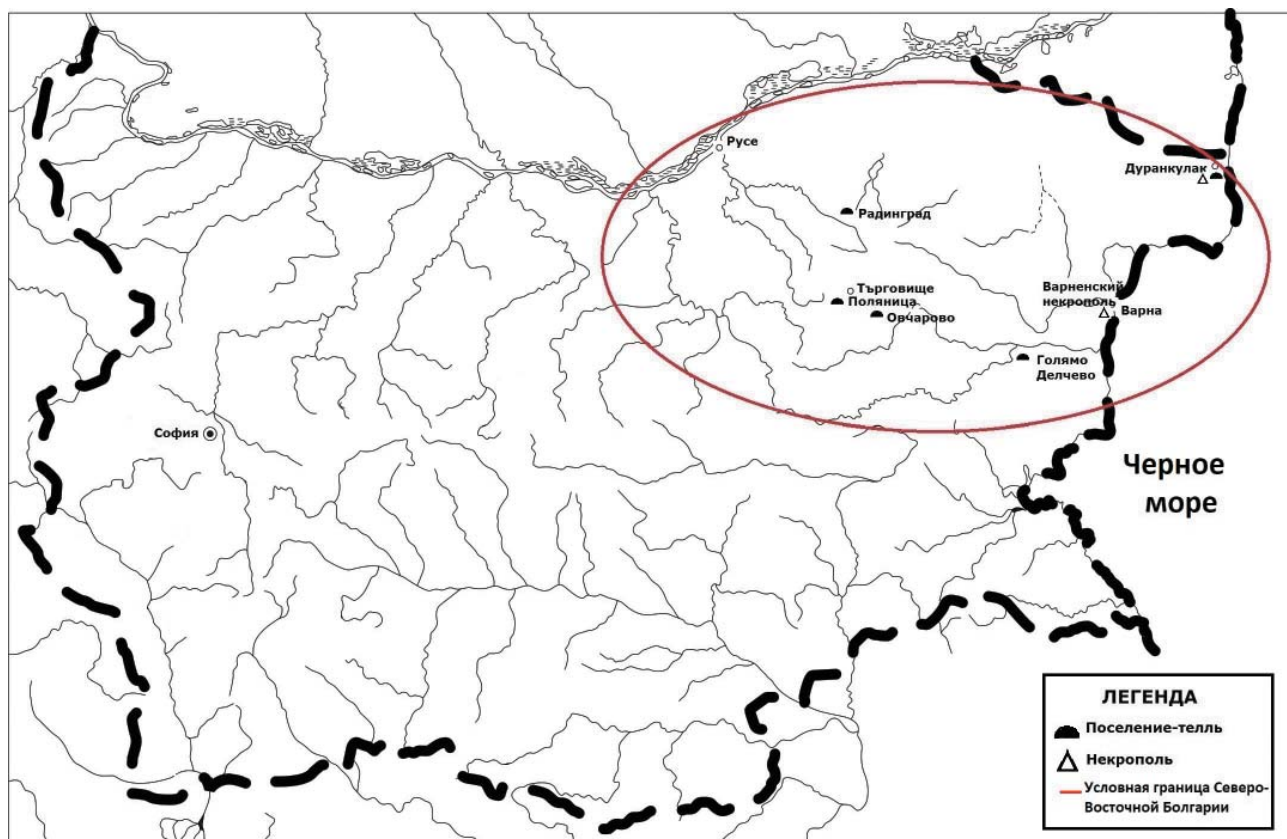 Русе
Дуранкулак
Радинград
Търговище
Поляница
Овчарово
Варненский
некрополь
Варна
Голямо
Делчево
София
Черное
море
ЛЕГЕНДА
Поселение-телль
Некрополь
Условная граница Северо-
Восточной Болгарии